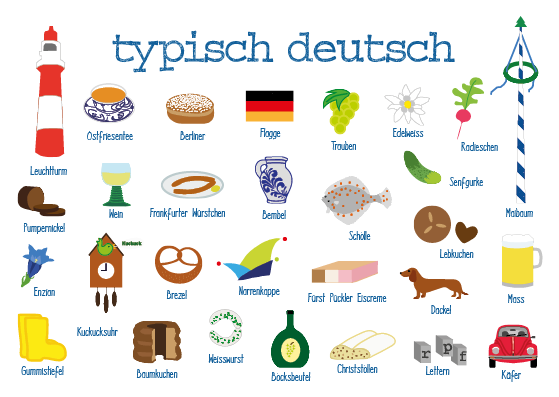 typisch deutsch
Leuchtturm
Ostfriesentee
Berliner
Flagge
Trauben
Edelweiss
Radieschen
Maibaum
Pumpernickel
Wein
Frankfurter Würstchen
Bembel
Scholle
Senfgurke
Lebkuchen
Enzian
Kuckuck
Kuckucksuhr
Brezel
Narrenkappe
Fürst Pückler Eiscreme
Dackel
Mass
Gummistiefel
Baumkuchen
Weisswurst
Bocksbeutel
Christstollen
r p f
Lettern
Käfer